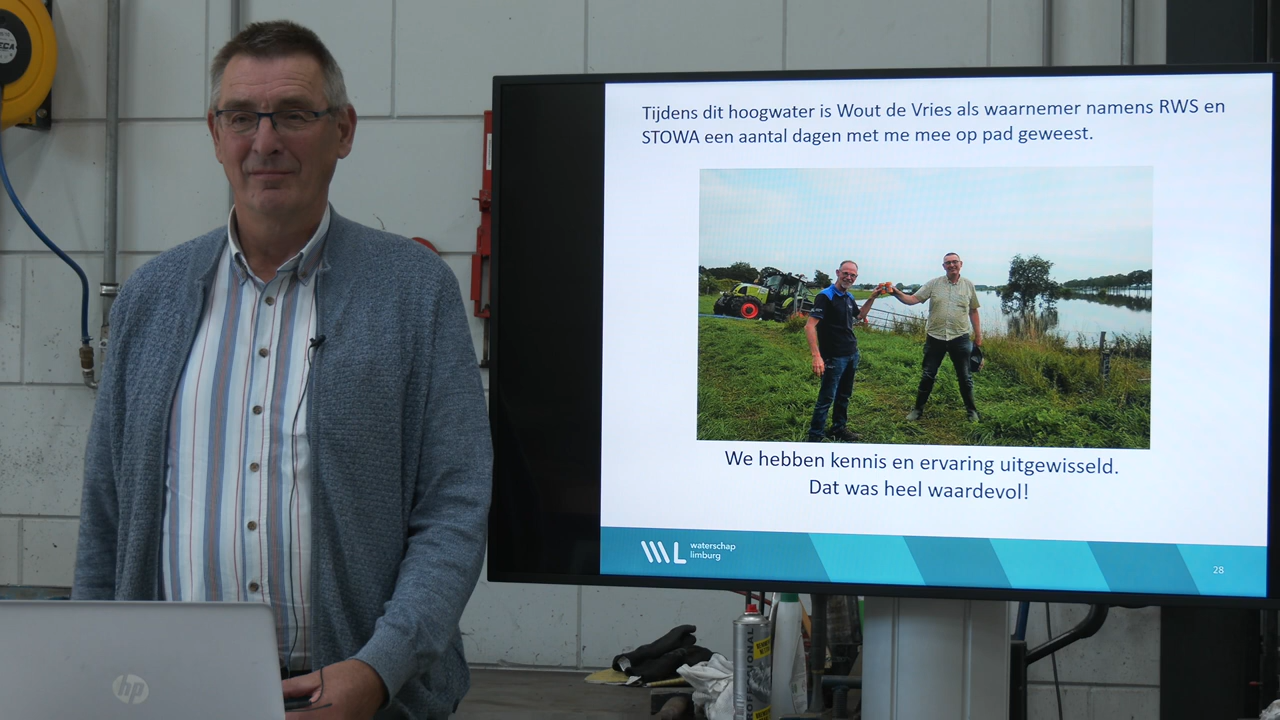 Tijdens dit hoogwater is Wout de Vries als waarnemer namens RWS en
STOWA een aantal dagen met me mee op pad geweest.
We hebben kennis en ervaring uitgewisseld.
Dat was heel waardevol!
waterschap
limburg
28
hp